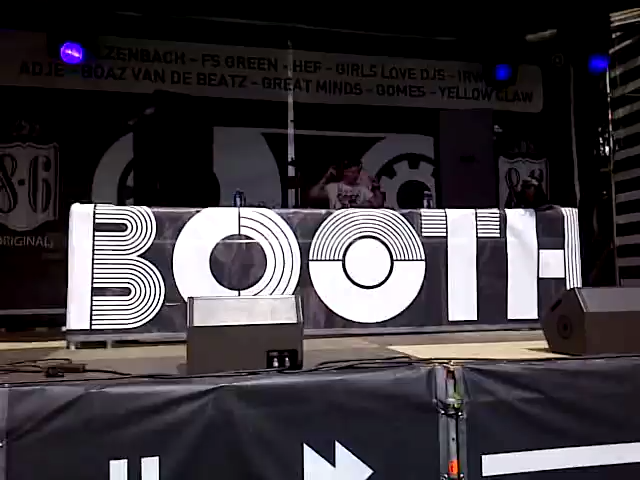 ZENBACH - FS GREEN - HEF - GIRLS LOVE DJS -
ADJE - BOAZ VAN DE BEATZ - GREAT MINDS - GOMES - YELLOW CLAW
8·6
ORIGINAL
BOOTH